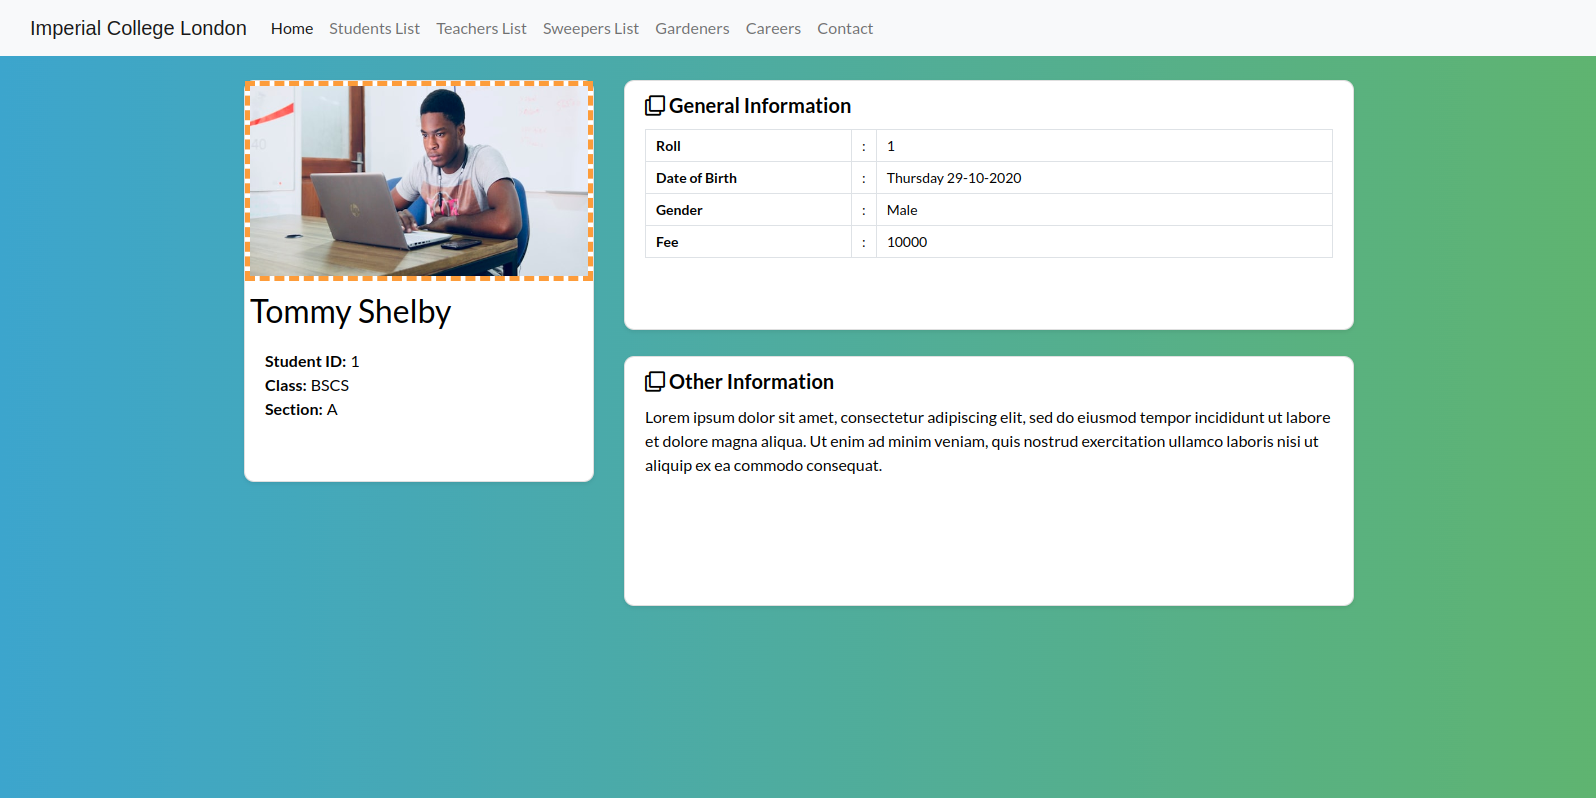 Imperial College London Home Students List Teachers List Sweepers List Gardeners Careers Contact
Tommy Shelby
Student ID: 1
Class: BSCS
Section: A
General Information
Roll : 1
Date of Birth : Thursday 29-10-2020
Gender : Male
Fee : 10000
Other Information
Lorem ipsum dolor sit amet, consectetur adipiscing elit, sed do eiusmod tempor incididunt ut labore
et dolore magna aliqua. Ut enim ad minim veniam, quis nostrud exercitation ullamco laboris nisi ut
aliquip ex ea commodo consequat.